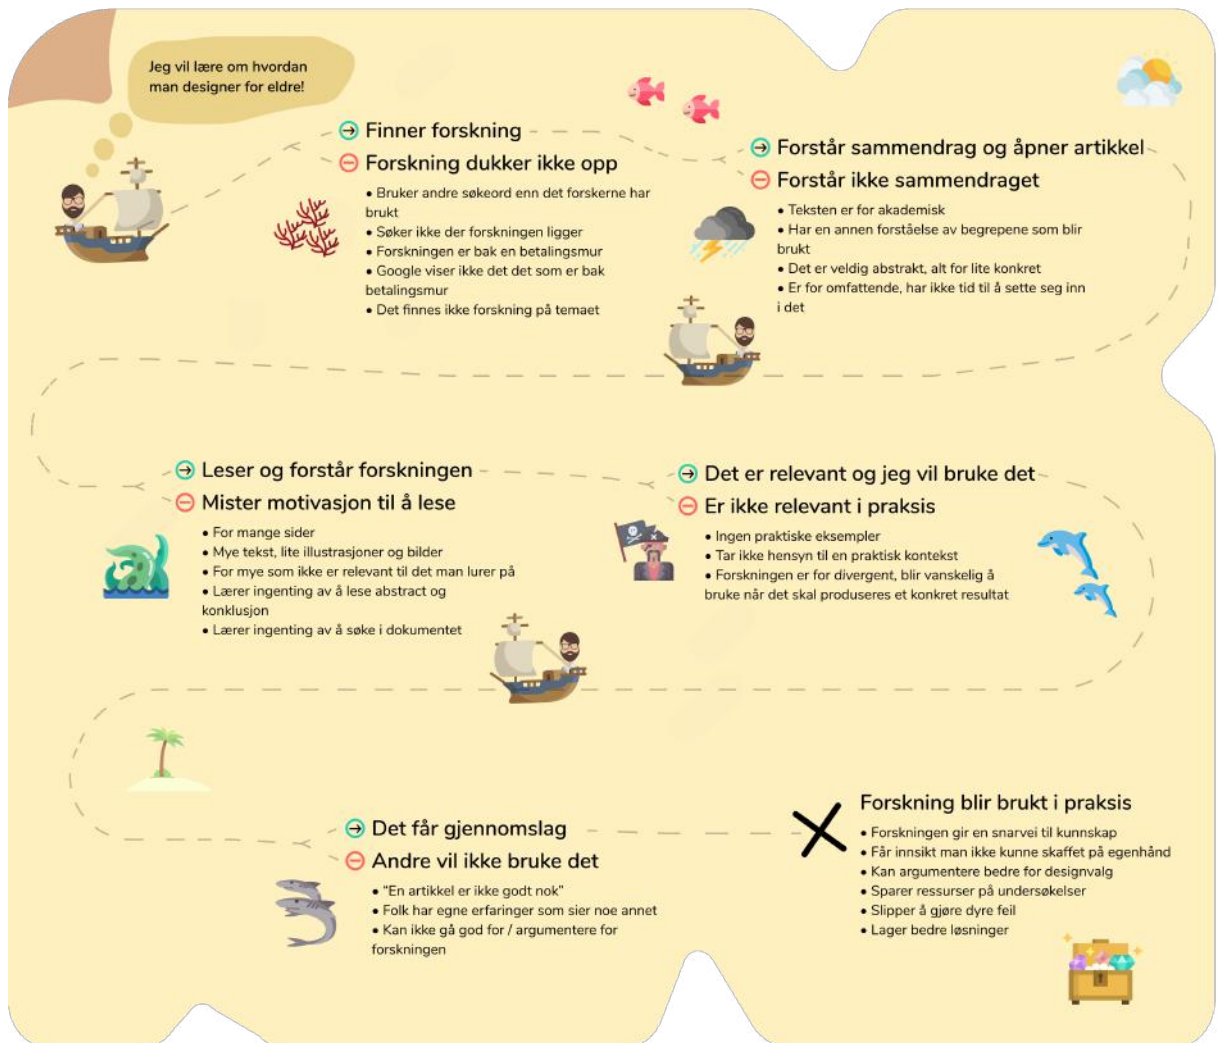 Jeg vil lære om hvordan
man designer for eldre!
Finner forskning
Forskning dukker ikke opp
• Bruker andre søkeord enn det forskerne har
brukt
• Søker ikke der forskningen ligger
• Forskningen er bak en betalingsmur
• Google viser ikke det det som er bak
betalingsmur
• Det finnes ikke forskning på temaet
Forstår sammendrag og åpner artikkel
Forstår ikke sammendraget
• Teksten er for akademisk
• Har en annen forståelse av begrepene som blir
brukt
• Det er veldig abstrakt, alt for lite konkret
• Er for omfattende, har ikke tid til å sette seg inn
i det
Leser og forstår forskningen
Mister motivasjon til å lese
• For mange sider
• Mye tekst, lite illustrasjoner og bilder
• For mye som ikke er relevant til det man lurer på
• Lærer ingenting av å lese abstract og
konklusjon
• Lærer ingenting av å søke i dokumentet
Det er relevant og jeg vil bruke det
Er ikke relevant i praksis
• Ingen praktiske eksempler
• Tar ikke hensyn til en praktisk kontekst
• Forskningen er for divergent, blir vanskelig å
bruke når det skal produseres et konkret resultat
Det får gjennomslag
Andre vil ikke bruke det
• “En artikkel er ikke godt nok”
• Folk har egne erfaringer som sier noe annet
• Kan ikke gå god for / argumentere for
forskningen
Forskning blir brukt i praksis
• Forskningen gir en snarvei til kunnskap
• Får innsikt man ikke kunne skaffet på egenhånd
• Kan argumentere bedre for designvalg
• Sparer ressurser på undersøkelser
• Slipper å gjøre dyre feil
• Lager bedre løsninger